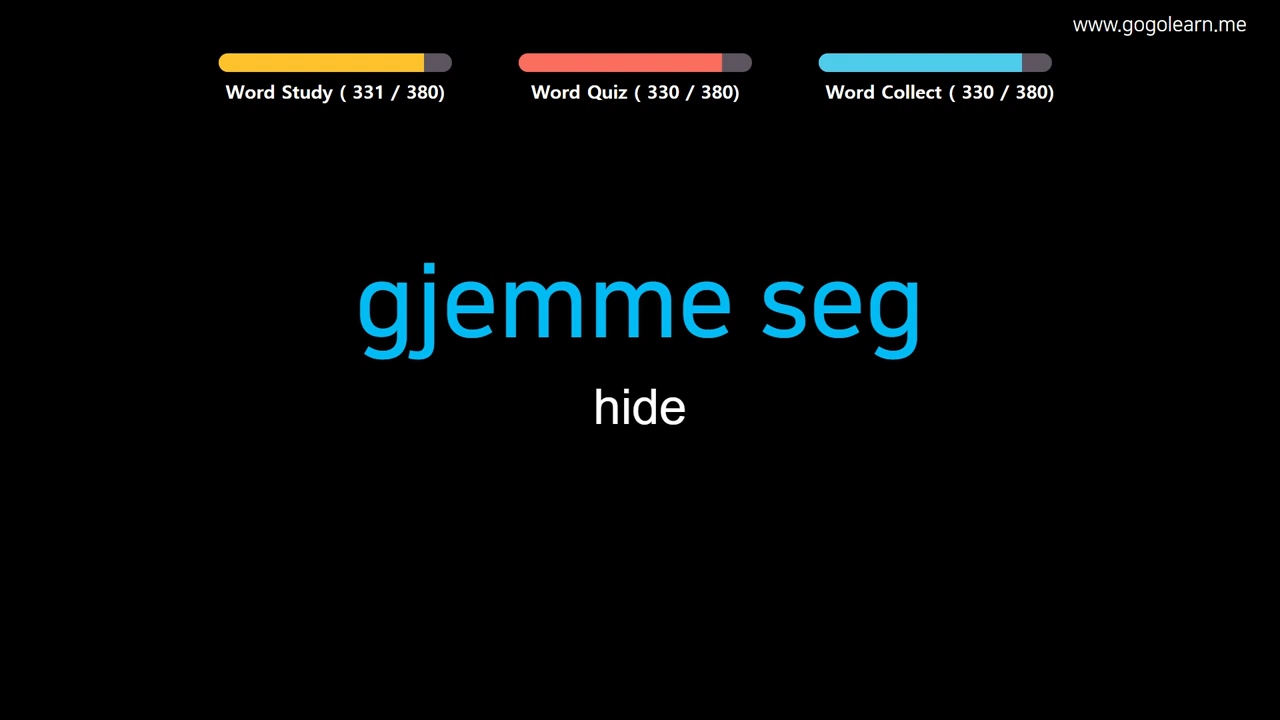 www.gogolearn.me
Word Study ( 331 / 380)
Word Quiz ( 330 / 380)
Word Collect ( 330 / 380)
gjemme seg
hide